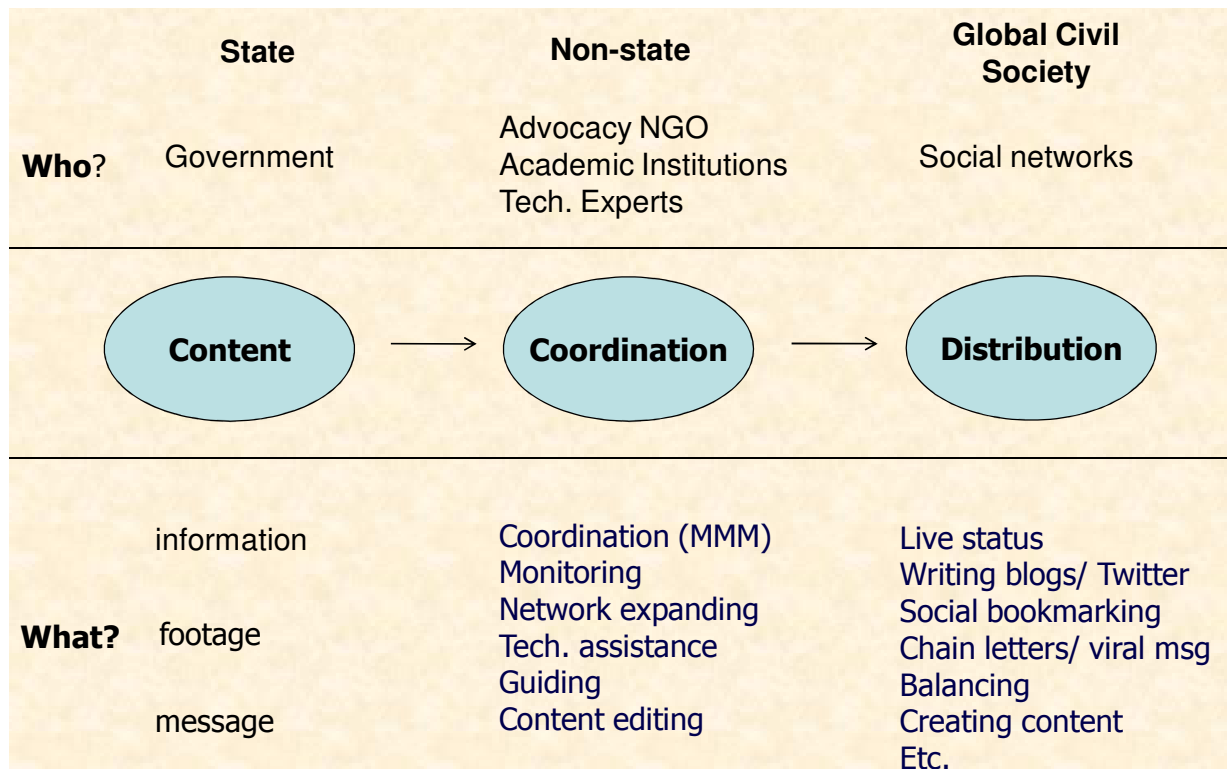 State
Non-state
Global Civil
Society
Who?
Government
Advocacy NGO
Academic Institutions
Tech. Experts
Social networks
Content
Coordination
Distribution
What?
information
footage
message
Coordination (MMM)
Monitoring
Network expanding
Tech. assistance
Guiding
Content editing
Live status
Writing blogs/ Twitter
Social bookmarking
Chain letters/ viral msg
Balancing
Creating content
Etc.